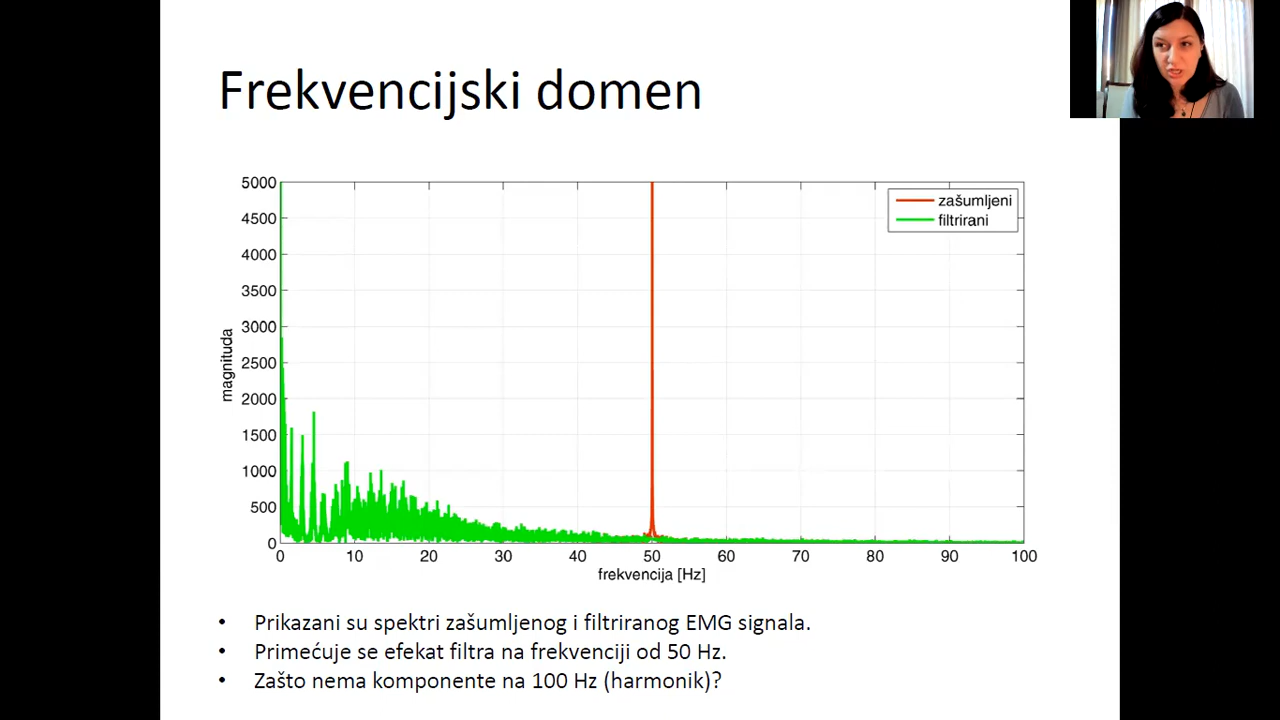 Frekvencijski domen
5000
4500
4000
3500
3000
2500
2000
1500
1000
500
0
magnituda
zašumljeni
filtrirani
0 10 20 30 40 50 60 70 80 90 100
frekvencija [Hz]
• Prikazani su spektri zašumljenog i filtriranog EMG signala.
• Primećuje se efekat filtra na frekvenciji od 50 Hz.
• Zašto nema komponente na 100 Hz (harmonik)?